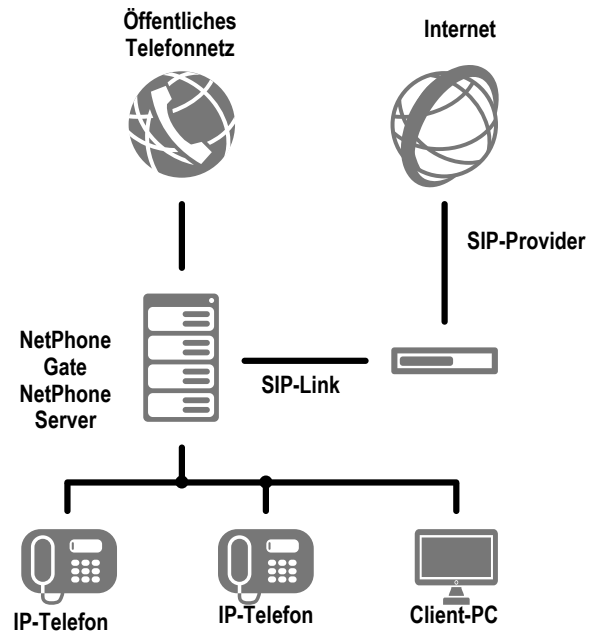 Öffentliches
Telefonnetz
Internet
SIP-Provider
NetPhone
Gate
NetPhone
Server
SIP-Link
IP-Telefon
IP-Telefon
Client-PC